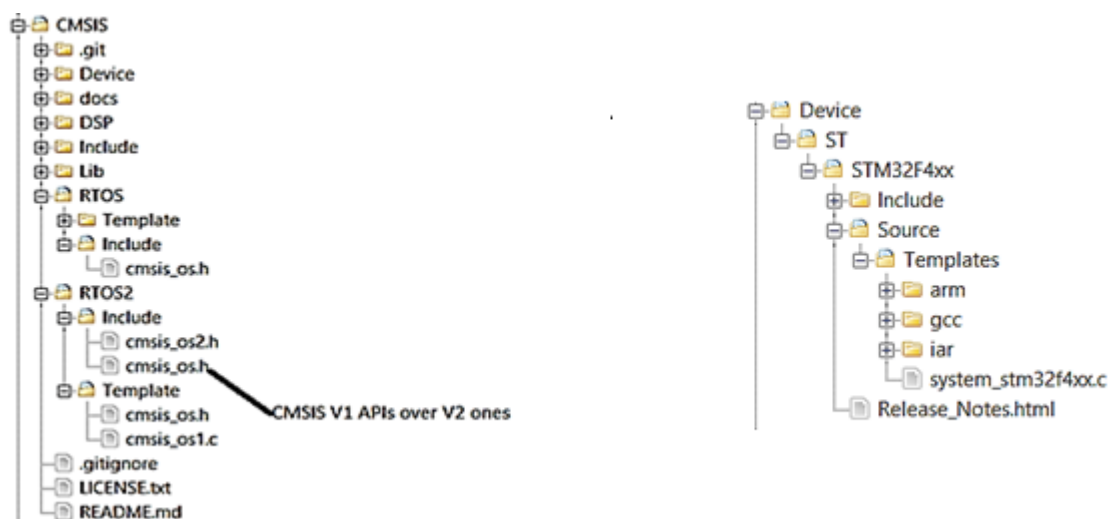 CMSIS
.git
Device
docs
DSP
Include
Lib
RTOS
Template
Include
cmsis_os.h
RTOS2
Include
cmsis_os2.h
cmsis_os.h
Template
cmsis_os.h
cmsis_os1.c
CMSIS V1 APIs over V2 ones
.gitignore
LICENSE.txt
README.md
Device
ST
STM32F4xx
Include
Source
Templates
arm
gcc
iar
system_stm32f4xx.c
Release_Notes.html